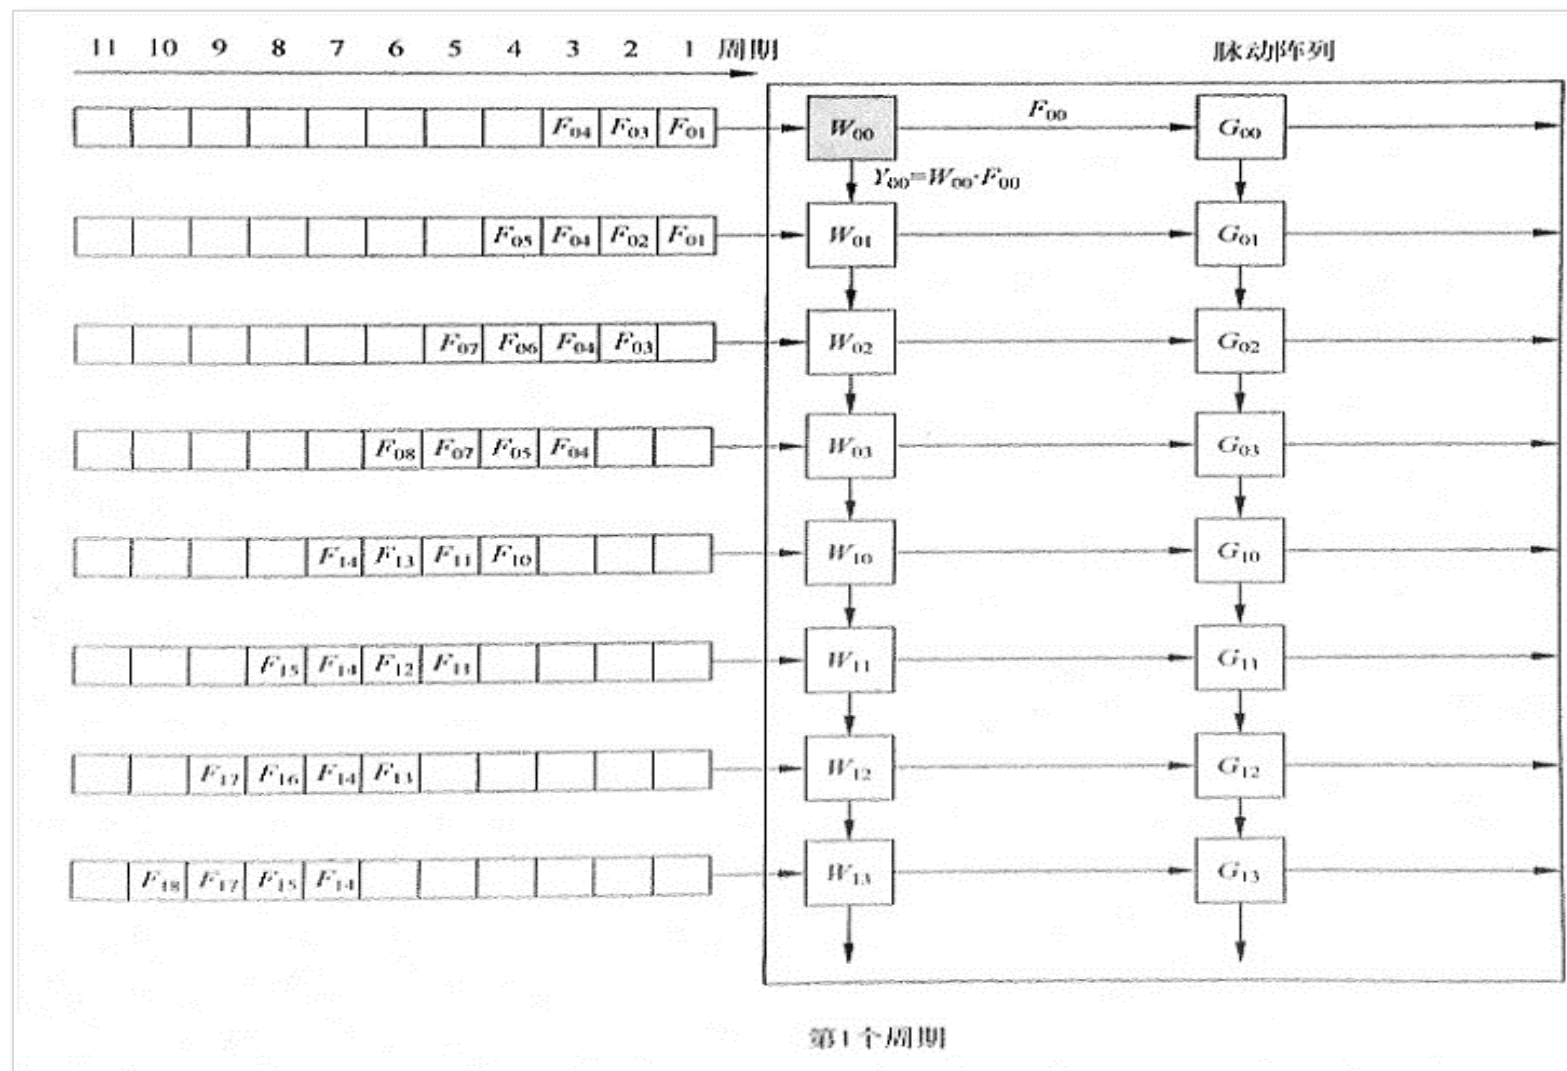 11 10 9 8 7 6 5 4 3 2 1 周期
脉动阵列
F04 F03 F01 W00 F00 G00
Y00=W00·F00
F05 F04 F02 F01 W01 G01
F07 F06 F04 F03 W02 G02
F08 F07 F05 F04 W03 G03
F14 F13 F11 F10 W10 G10
F15 F14 F12 F11 W11 G11
F17 F16 F14 F13 W12 G12
F18 F17 F15 F14 W13 G13
第1个周期